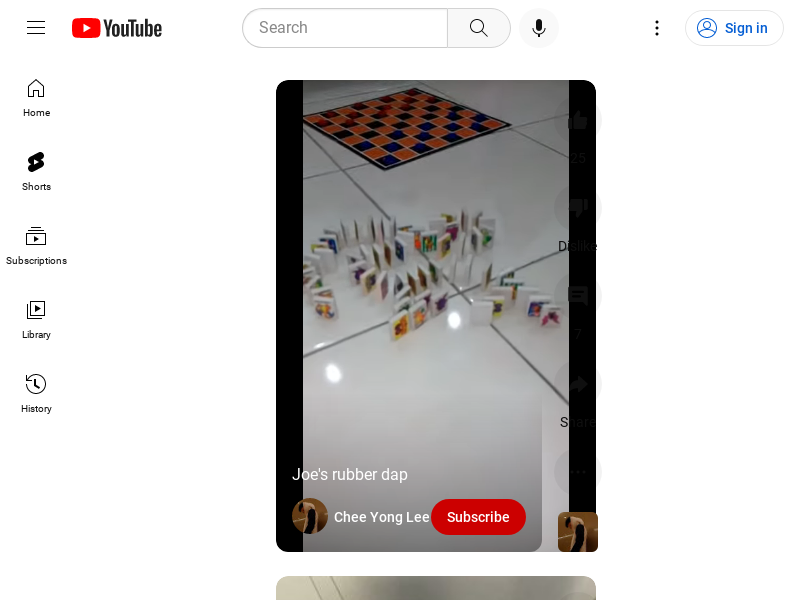 YouTube
Search
Sign in
Home
Shorts
Subscriptions
Library
History
25
Dislike
7
Share
Joe's rubber dap
Chee Yong Lee
Subscribe